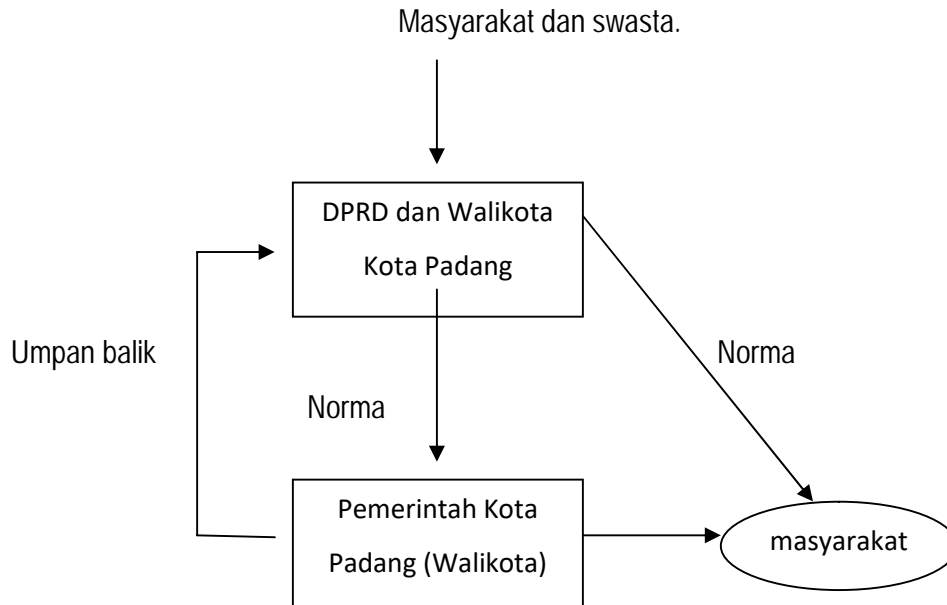 Masyarakat dan swasta.
DPRD dan Walikota
Kota Padang
Umpan balik
Norma
Norma
Pemerintah Kota
Padang (Walikota)
masyarakat